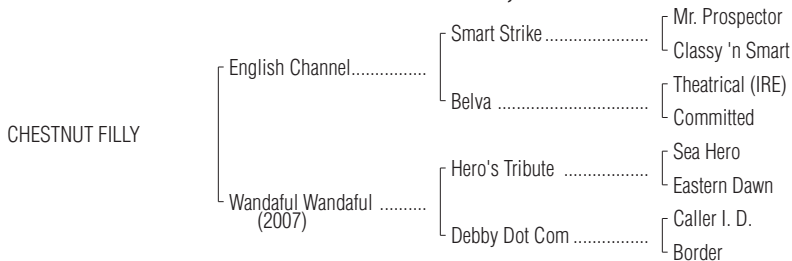 Mr. Prospector
Smart Strike ........................
Classy 'n Smart
English Channel................
Theatrical (IRE)
Belva ..................................
Committed
CHESTNUT FILLY
Sea Hero
Hero's Tribute ...................
Eastern Dawn
Wandaful Wandaful ..........
(2007)
Caller I. D.
Debby Dot Com .................
Border